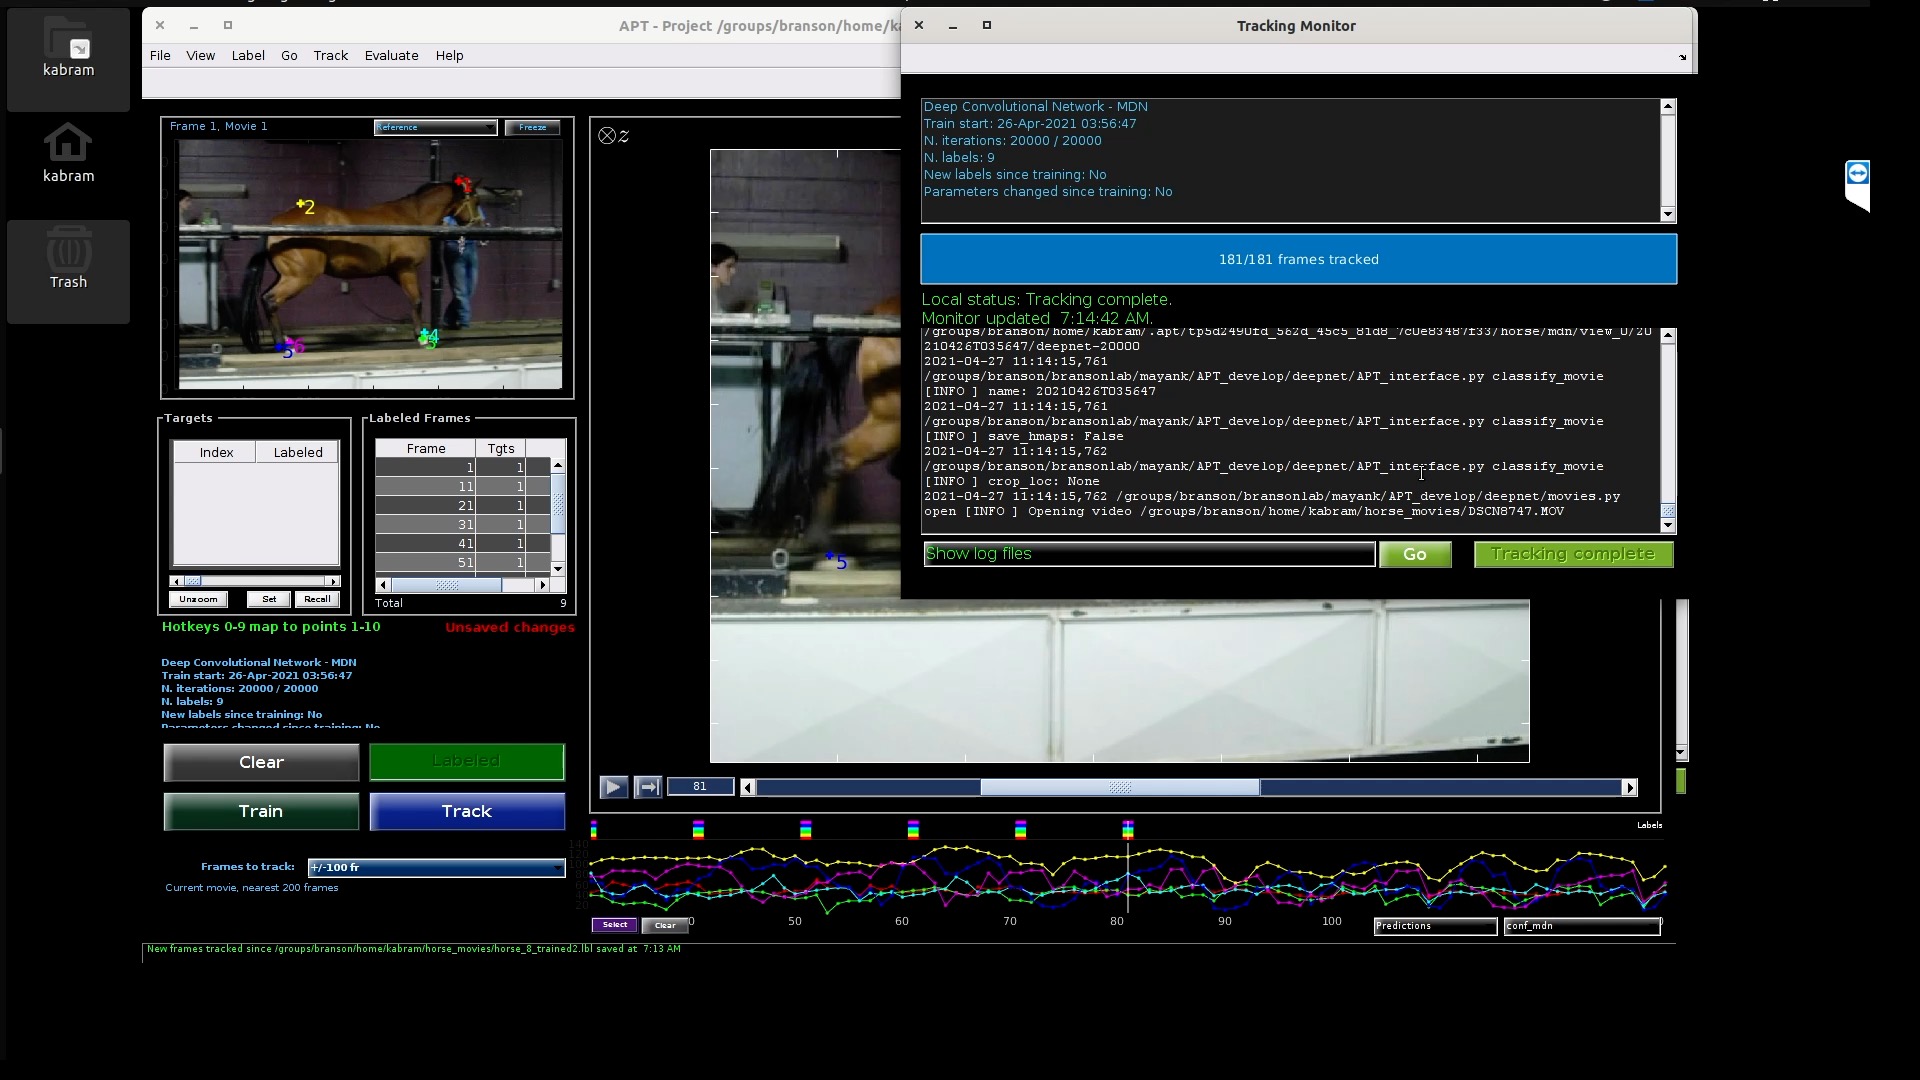 kabram
kabram
Trash
APT - Project /groups/branson/home/ka
File View Label Go Track Evaluate Help
Frame 1, Movie 1
Reference
Freeze
1
2
4
5
6
Targets
Index Labeled
Unzoom Set Recall
Labeled Frames
Frame Tgts
1 1
11 1
21 1
31 1
41 1
51 1
Total 9
Hotkeys 0-9 map to points 1-10
Unsaved changes
Deep Convolutional Network - MDN
Train start: 26-Apr-2021 03:56:47
N. iterations: 20000 / 20000
N. labels: 9
New labels since training: No
Parameters changed since training: No
Clear Labeled
Train Track
Frames to track: +/-100 fr
Current movie, nearest 200 frames
z
5
81
Labels
50 60 70 80 90 100
Select Clear
Predictions
conf_mdn
New frames tracked since /groups/branson/home/kabram/horse_movies/horse_8_trained2.lbl saved at 7:13 AM
Tracking Monitor
Deep Convolutional Network - MDN
Train start: 26-Apr-2021 03:56:47
N. iterations: 20000 / 20000
N. labels: 9
New labels since training: No
Parameters changed since training: No
181/181 frames tracked
Local status: Tracking complete.
Monitor updated 7:14:42 AM.
210426T035647/deepnet-20000
2021-04-27 11:14:15,761
/groups/branson/bransonlab/mayank/APT_develop/deepnet/APT_interface.py classify_movie
[INFO ] name: 20210426T035647
2021-04-27 11:14:15,761
/groups/branson/bransonlab/mayank/APT_develop/deepnet/APT_interface.py classify_movie
[INFO ] save_hmaps: False
2021-04-27 11:14:15,762
/groups/branson/bransonlab/mayank/APT_develop/deepnet/APT_interface.py classify_movie
[INFO ] crop_loc: None
2021-04-27 11:14:15,762 /groups/branson/bransonlab/mayank/APT_develop/deepnet/movies.py
open [INFO ] Opening video /groups/branson/home/kabram/horse_movies/DSCN8747.MOV
Show log files
Go
Tracking complete